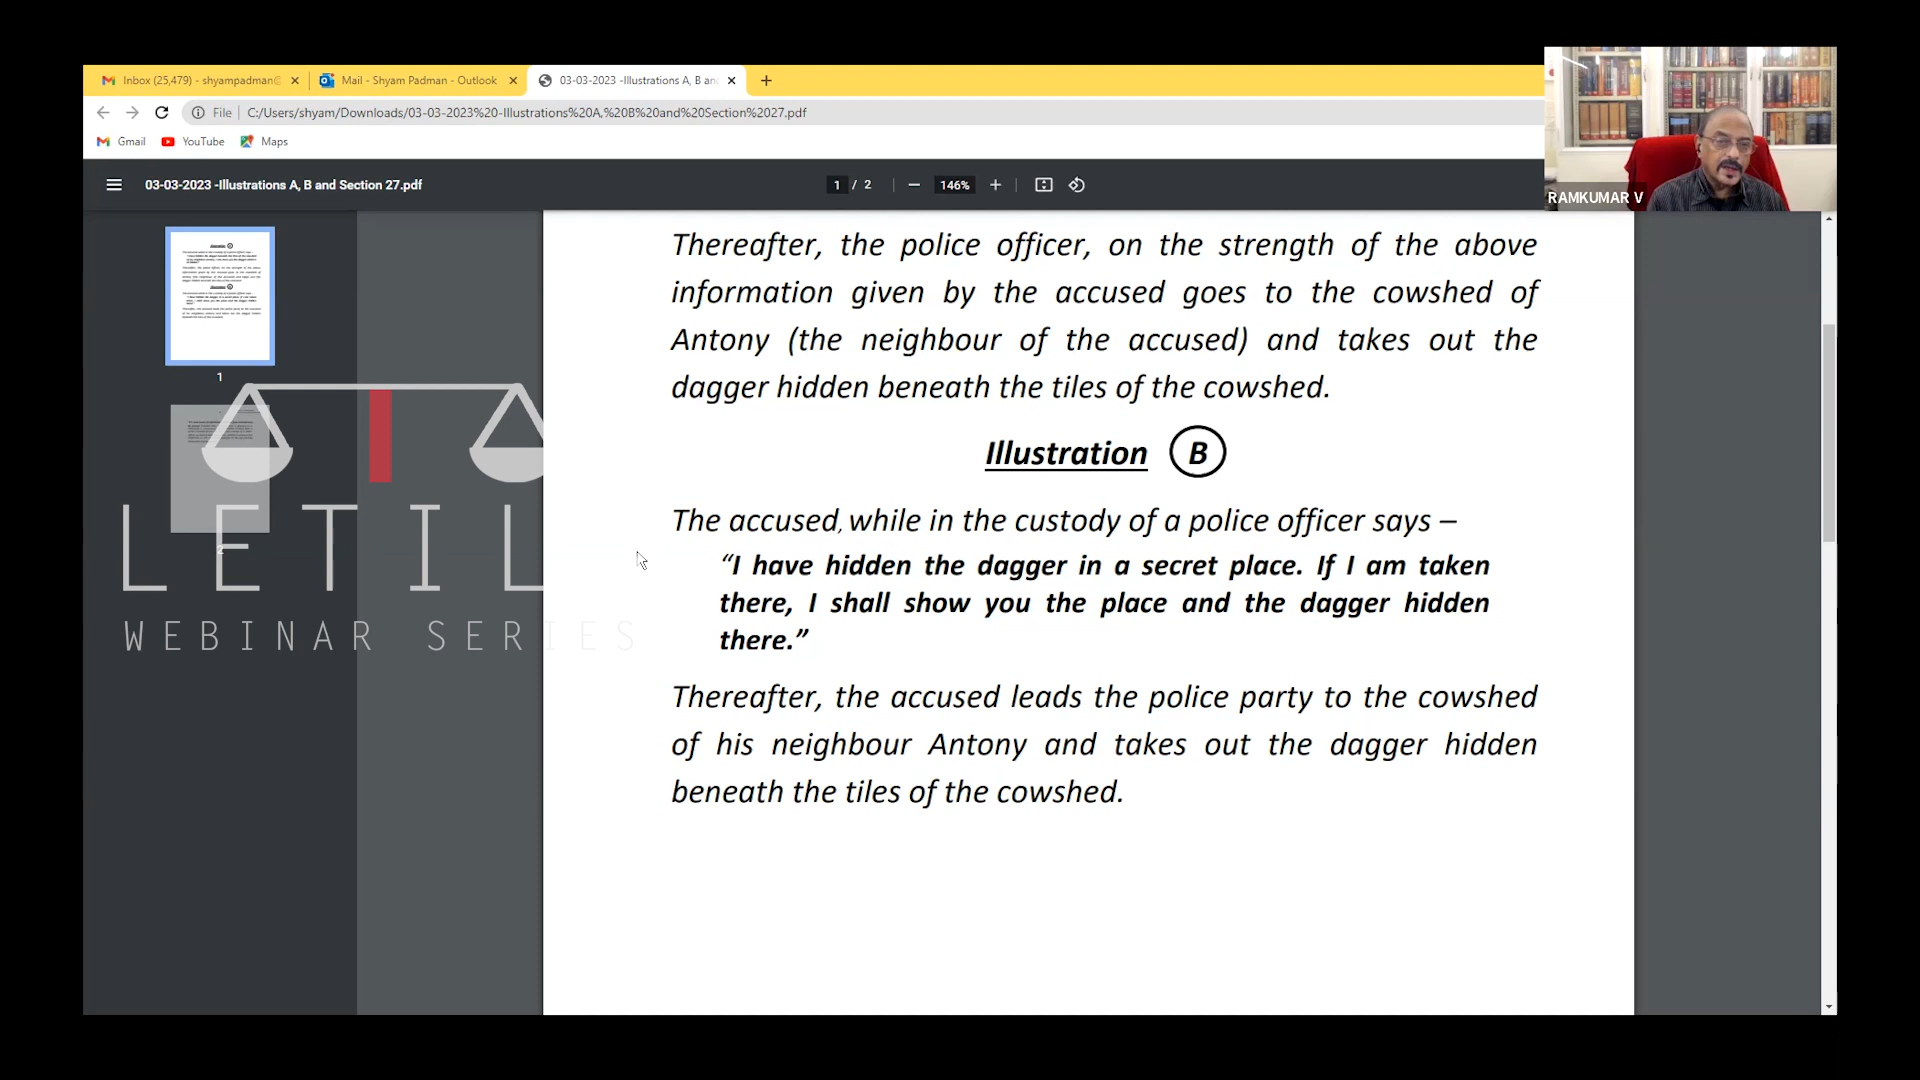 Inbox (25,479) - shyampadman@
Mail - Shyam Padman - Outlook
03-03-2023 -Illustrations A, B an
File
C:/Users/shyam/Downloads/03-03-2023%20-Illustrations%20A,%20B%20and%20Section%2027.pdf
Gmail
YouTube
Maps
03-03-2023 -Illustrations A, B and Section 27.pdf
1 / 2
146%
RAMKUMAR V
1
2
LETIL
WEBINAR SERIES
Thereafter, the police officer, on the strength of the above
information given by the accused goes to the cowshed of
Antony (the neighbour of the accused) and takes out the
dagger hidden beneath the tiles of the cowshed.
Illustration B
The accused, while in the custody of a police officer says –
“I have hidden the dagger in a secret place. If I am taken
there, I shall show you the place and the dagger hidden
there.”
Thereafter, the accused leads the police party to the cowshed
of his neighbour Antony and takes out the dagger hidden
beneath the tiles of the cowshed.